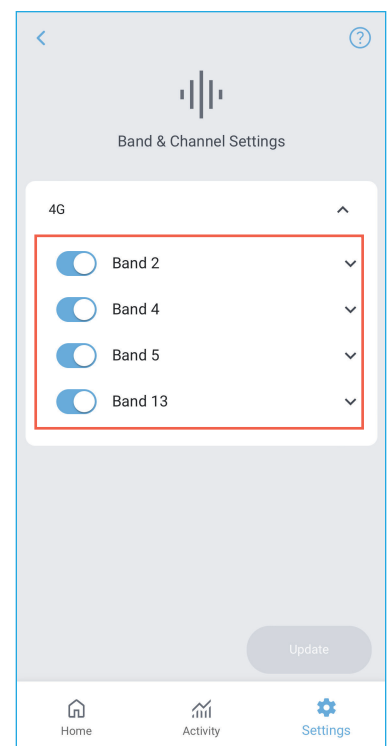 ?
Band & Channel Settings
4G
Band 2
Band 4
Band 5
Band 13
Update
Home Activity Settings